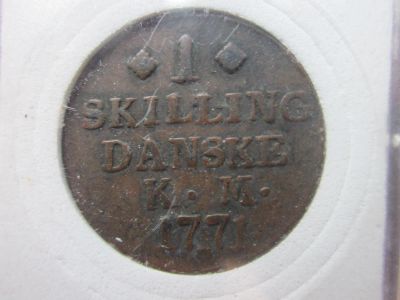 1
SKILLING
DANSKE
K. M.
1771